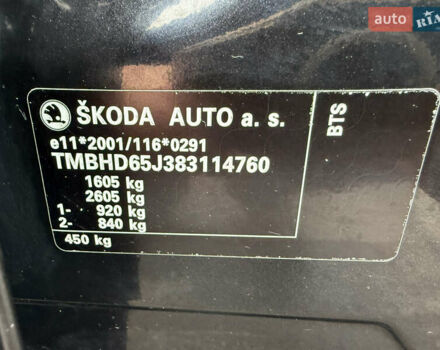 auto RIA
ŠKODA AUTO a. s.
e11*2001/116*0291
TMBHD65J383114760
1605 kg
2605 kg
1- 920 kg
2- 840 kg
450 kg
BTS